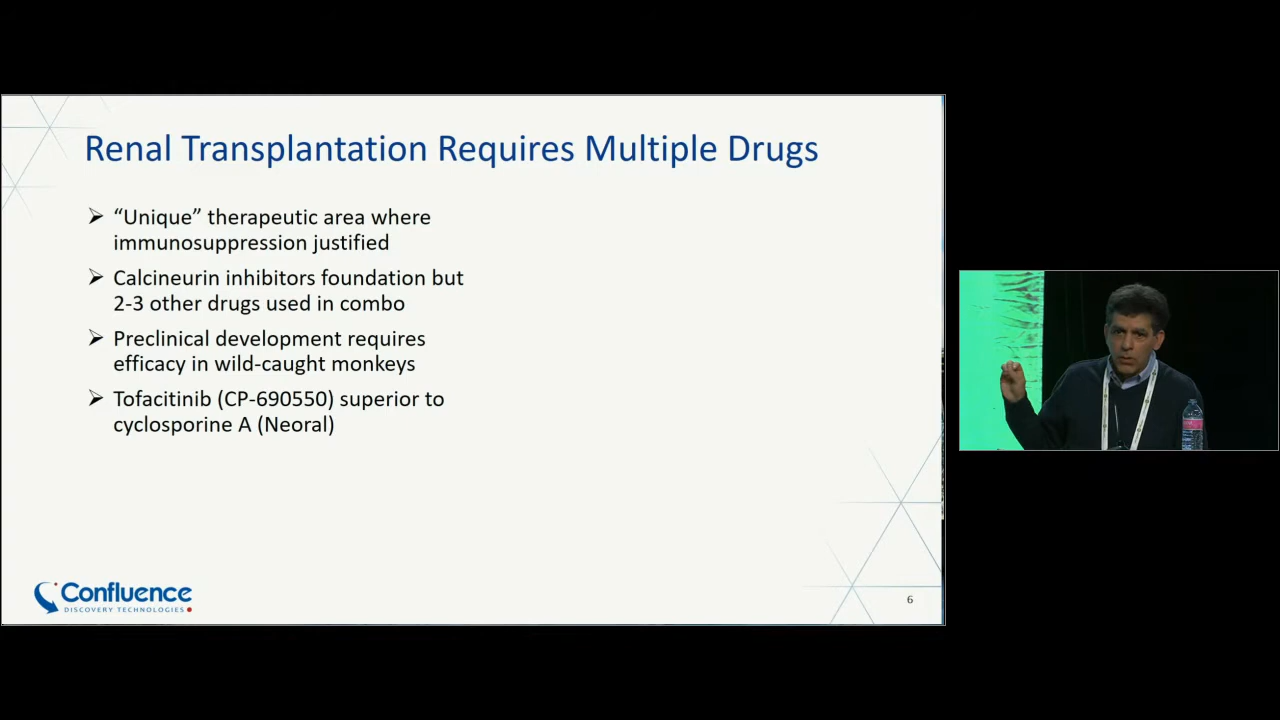 Renal Transplantation Requires Multiple Drugs
“Unique” therapeutic area where
immunosuppression justified
Calcineurin inhibitors foundation but
2-3 other drugs used in combo
Preclinical development requires
efficacy in wild-caught monkeys
Tofacitinib (CP-690550) superior to
cyclosporine A (Neoral)
Confluence
DISCOVERY TECHNOLOGIES
6